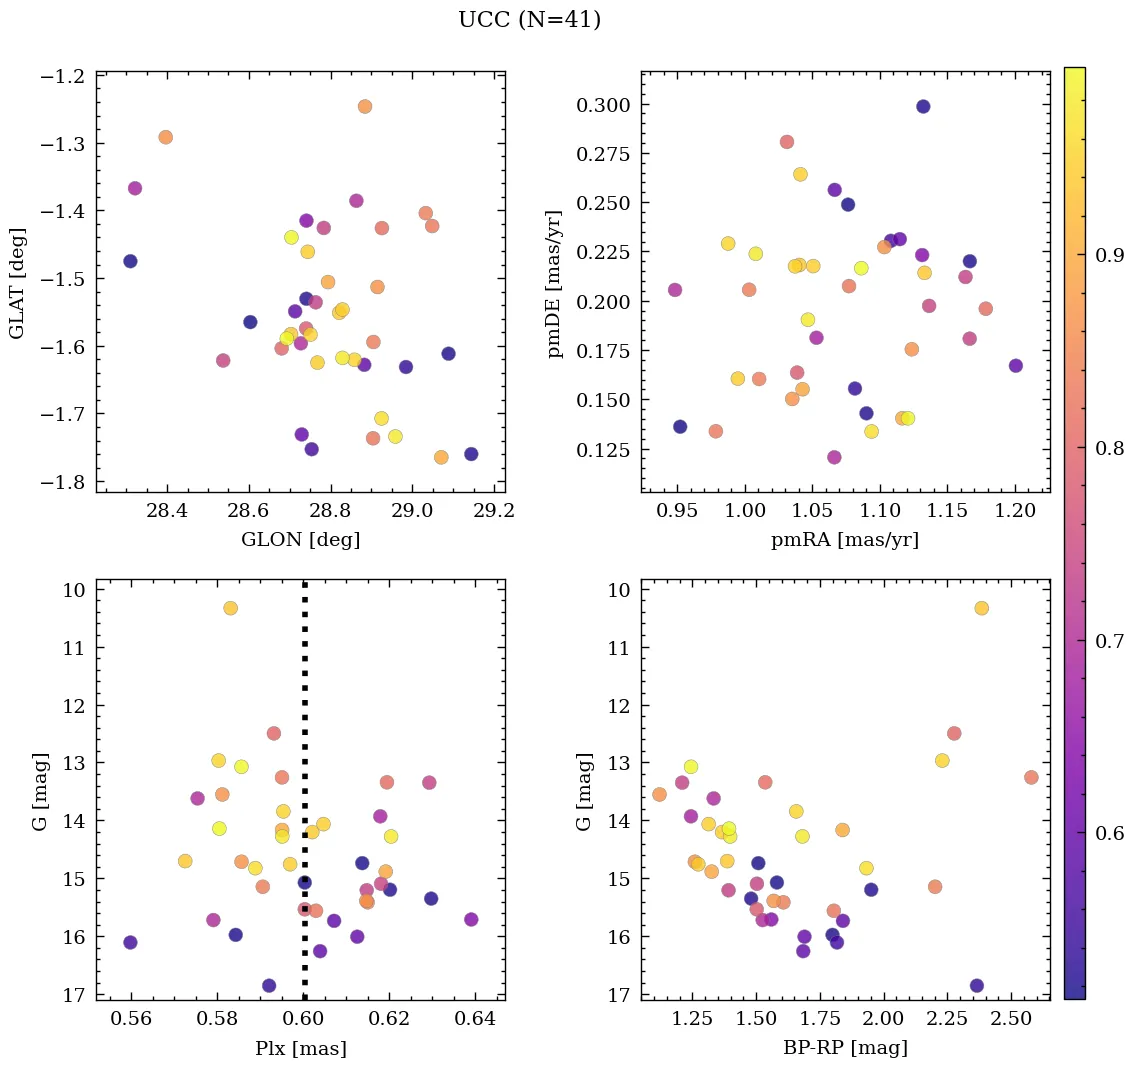 UCC (N=41)
−1.2
−1.3
−1.4
−1.5
−1.6
−1.7
−1.8
GLAT [deg]
28.4 28.6 28.8 29.0 29.2
GLON [deg]
0.300
0.275
0.250
0.225
0.200
0.175
0.150
0.125
pmDE [mas/yr]
0.95 1.00 1.05 1.10 1.15 1.20
pmRA [mas/yr]
10
11
12
13
14
15
16
17
G [mag]
0.56 0.58 0.60 0.62 0.64
Plx [mas]
10
11
12
13
14
15
16
17
G [mag]
1.25 1.50 1.75 2.00 2.25 2.50
BP-RP [mag]
0.9
0.8
0.7
0.6